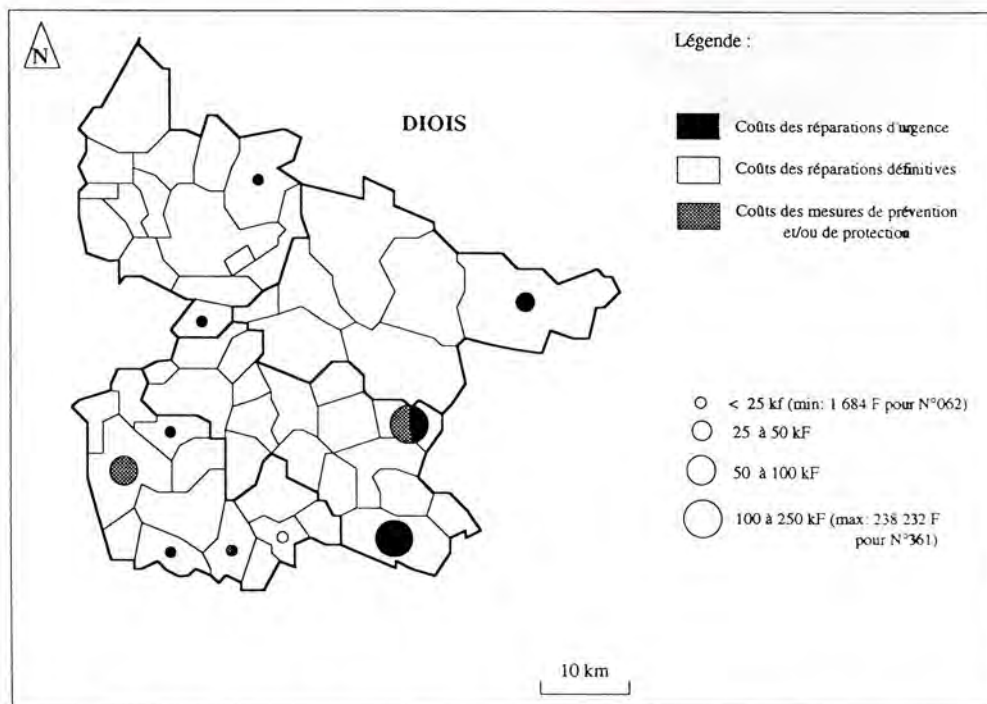 N
DIOIS
Légende :
Coûts des réparations d'urgence
Coûts des réparations définitives
Coûts des mesures de prévention
et/ou de protection
< 25 kf (min: 1 684 F pour N°062)
25 à 50 kF
50 à 100 kF
100 à 250 kF (max: 238 232 F
pour N°361)
10 km